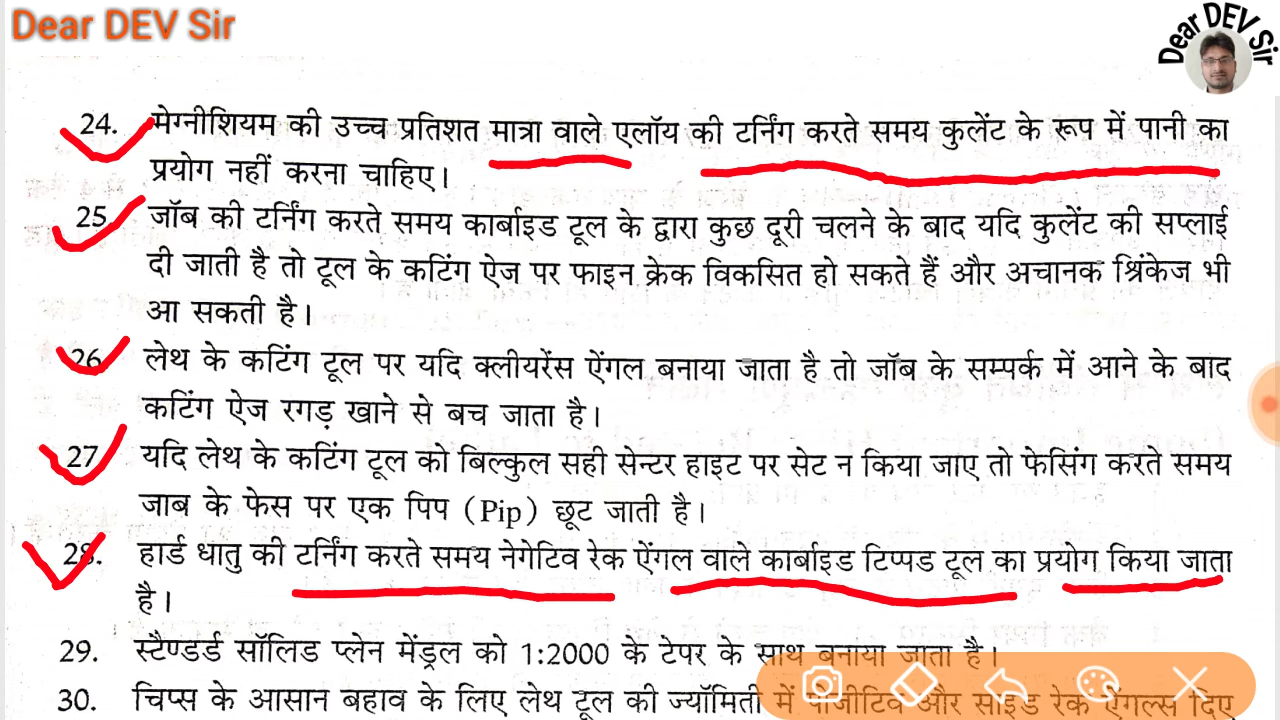 Dear DEV Sir
Dear DEV Sir
24. मेग्नीशियम की उच्च प्रतिशत मात्रा वाले एलॉय की टर्निंग करते समय कुलेंट के रूप में पानी का
प्रयोग नहीं करना चाहिए।
25. जॉब की टर्निंग करते समय कार्बाइड टूल के द्वारा कुछ दूरी चलने के बाद यदि कुलेंट की सप्लाई
दी जाती है तो टूल के कटिंग ऐज पर फाइन क्रेक विकसित हो सकते हैं और अचानक श्रिंकेज भी
आ सकती है।
26. लेथ के कटिंग टूल पर यदि क्लीयरेंस ऐंगल बनाया जाता है तो जॉब के सम्पर्क में आने के बाद
कटिंग ऐज रगड़ खाने से बच जाता है।
27. यदि लेथ के कटिंग टूल को बिल्कुल सही सेन्टर हाइट पर सेट न किया जाए तो फेसिंग करते समय
जाब के फेस पर एक पिप (Pip) छूट जाती है।
28. हार्ड धातु की टर्निंग करते समय नेगेटिव रेक ऐंगल वाले कार्बाइड टिप्पड टूल का प्रयोग किया जाता
है।
29. स्टैण्डर्ड सॉलिड प्लेन मेंड्रल को 1:2000 के टेपर के साथ बनाया जाता है।
30. चिप्स के आसान बहाव के लिए लेथ टूल की ज्यॉमिती में पॉजीटिव और साइड रेक ऐंगल्स दिए